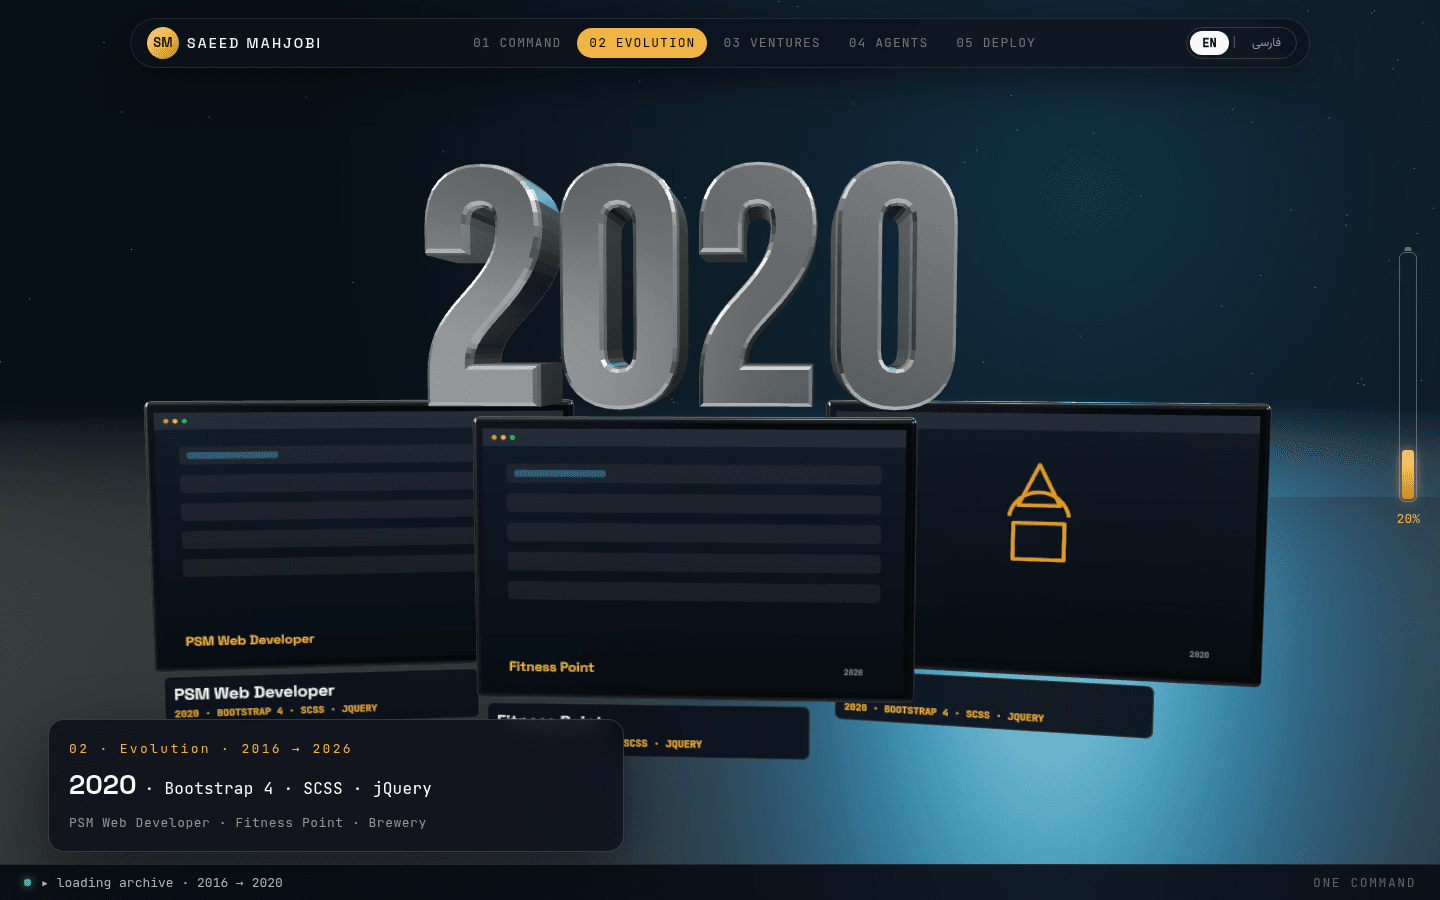 SM SAEED MAHJOBI
01 COMMAND
02 EVOLUTION
03 VENTURES
04 AGENTS
05 DEPLOY
EN | فارسی
2020
PSM Web Developer
Fitness Point
2020
2020
PSM Web Developer
2020 · BOOTSTRAP 4 · SCSS · JQUERY
Fitness Point
SCSS · JQUERY
2020 · BOOTSTRAP 4 · SCSS · JQUERY
20%
02 · Evolution · 2016 → 2026
2020 · Bootstrap 4 · SCSS · jQuery
PSM Web Developer · Fitness Point · Brewery
▸ loading archive · 2016 → 2020
ONE COMMAND